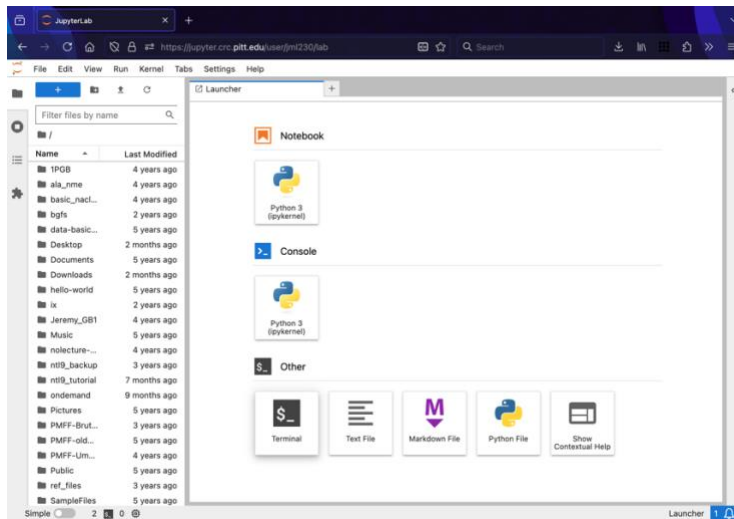 JupyterLab
https://jupyter.crc.pitt.edu/user/jml230/lab
Search
File Edit View Run Kernel Tabs Settings Help
Launcher
Filter files by name
/
Name Last Modified
1PGB 4 years ago
ala_nme 4 years ago
basic_nacl... 4 years ago
bgfs 2 years ago
data-basic... 5 years ago
Desktop 2 months ago
Documents 5 years ago
Downloads 2 months ago
hello-world 5 years ago
ix 2 years ago
Jeremy_GB1 4 years ago
Music 5 years ago
nolecture-... 4 years ago
ntl9_backup 3 years ago
ntl9_tutorial 7 months ago
ondemand 9 months ago
Pictures 5 years ago
PMFF-Brut... 3 years ago
PMFF-old... 5 years ago
PMFF-Um... 4 years ago
Public 5 years ago
ref_files 3 years ago
SampleFiles 5 years ago
Notebook
Python 3
(ipykernel)
Console
Python 3
(ipykernel)
$_ Other
$_
Terminal
Text File
M
Markdown File
Python File
Show
Contextual Help
Simple 2 $_ 0
Launcher 1